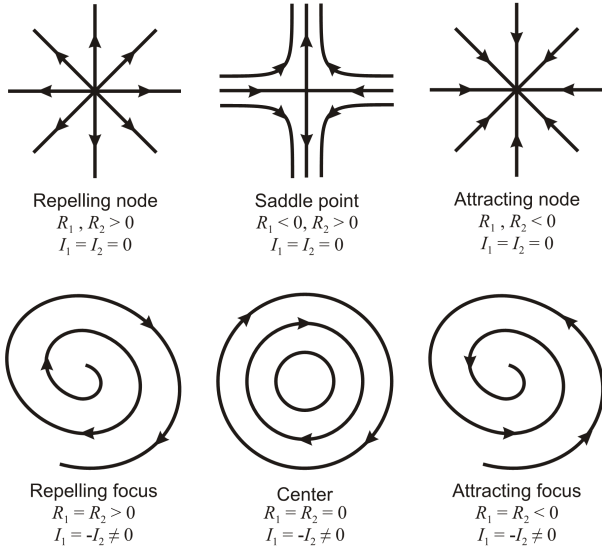 Repelling node
R₁ , R₂ > 0
I₁ = I₂ = 0
Saddle point
R₁ < 0, R₂ > 0
I₁ = I₂ = 0
Attracting node
R₁ , R₂ < 0
I₁ = I₂ = 0
Repelling focus
R₁ = R₂ > 0
I₁ = -I₂ ≠ 0
Center
R₁ = R₂ = 0
I₁ = -I₂ ≠ 0
Attracting focus
R₁ = R₂ < 0
I₁ = -I₂ ≠ 0